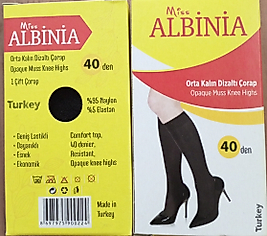 Miss
ALBINIA
Orta Kalın Dizaltı Çorap
Opaque Muss Knee Highs
40 den
1 Çift Çorap
Turkey
%95 Naylon
%5 Elastan
• Geniş Lastikli
• Dayanıklı
• Esnek
• Ekonomik
Comfort top,
40 denier,
Resistant,
Opaque knee highs
Made in
Turkey
Miss
ALBINIA
Orta Kalın Dizaltı Çorap
Opaque Muss Knee Highs
40 den
Turkey